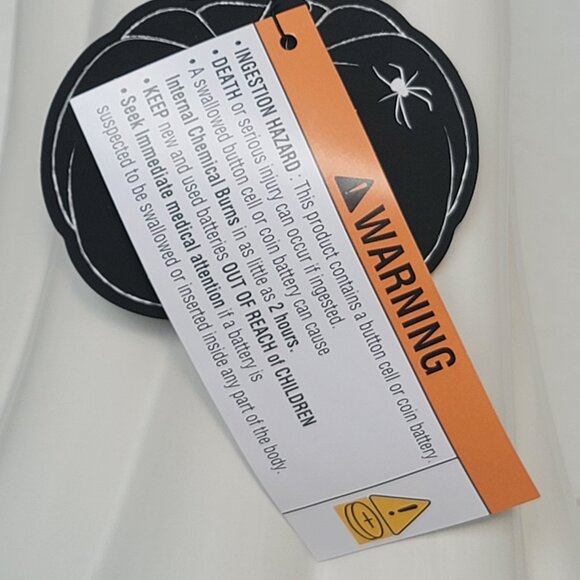 WARNING
• INGESTION HAZARD : This product contains a button cell or coin battery.
• DEATH or serious injury can occur if ingested.
• A swallowed button cell or coin battery can cause
Internal Chemical Burns in as little as 2 hours.
• KEEP new and used batteries OUT OF REACH of CHILDREN
• Seek Immediate medical attention if a battery is
suspected to be swallowed or inserted inside any part of the body.